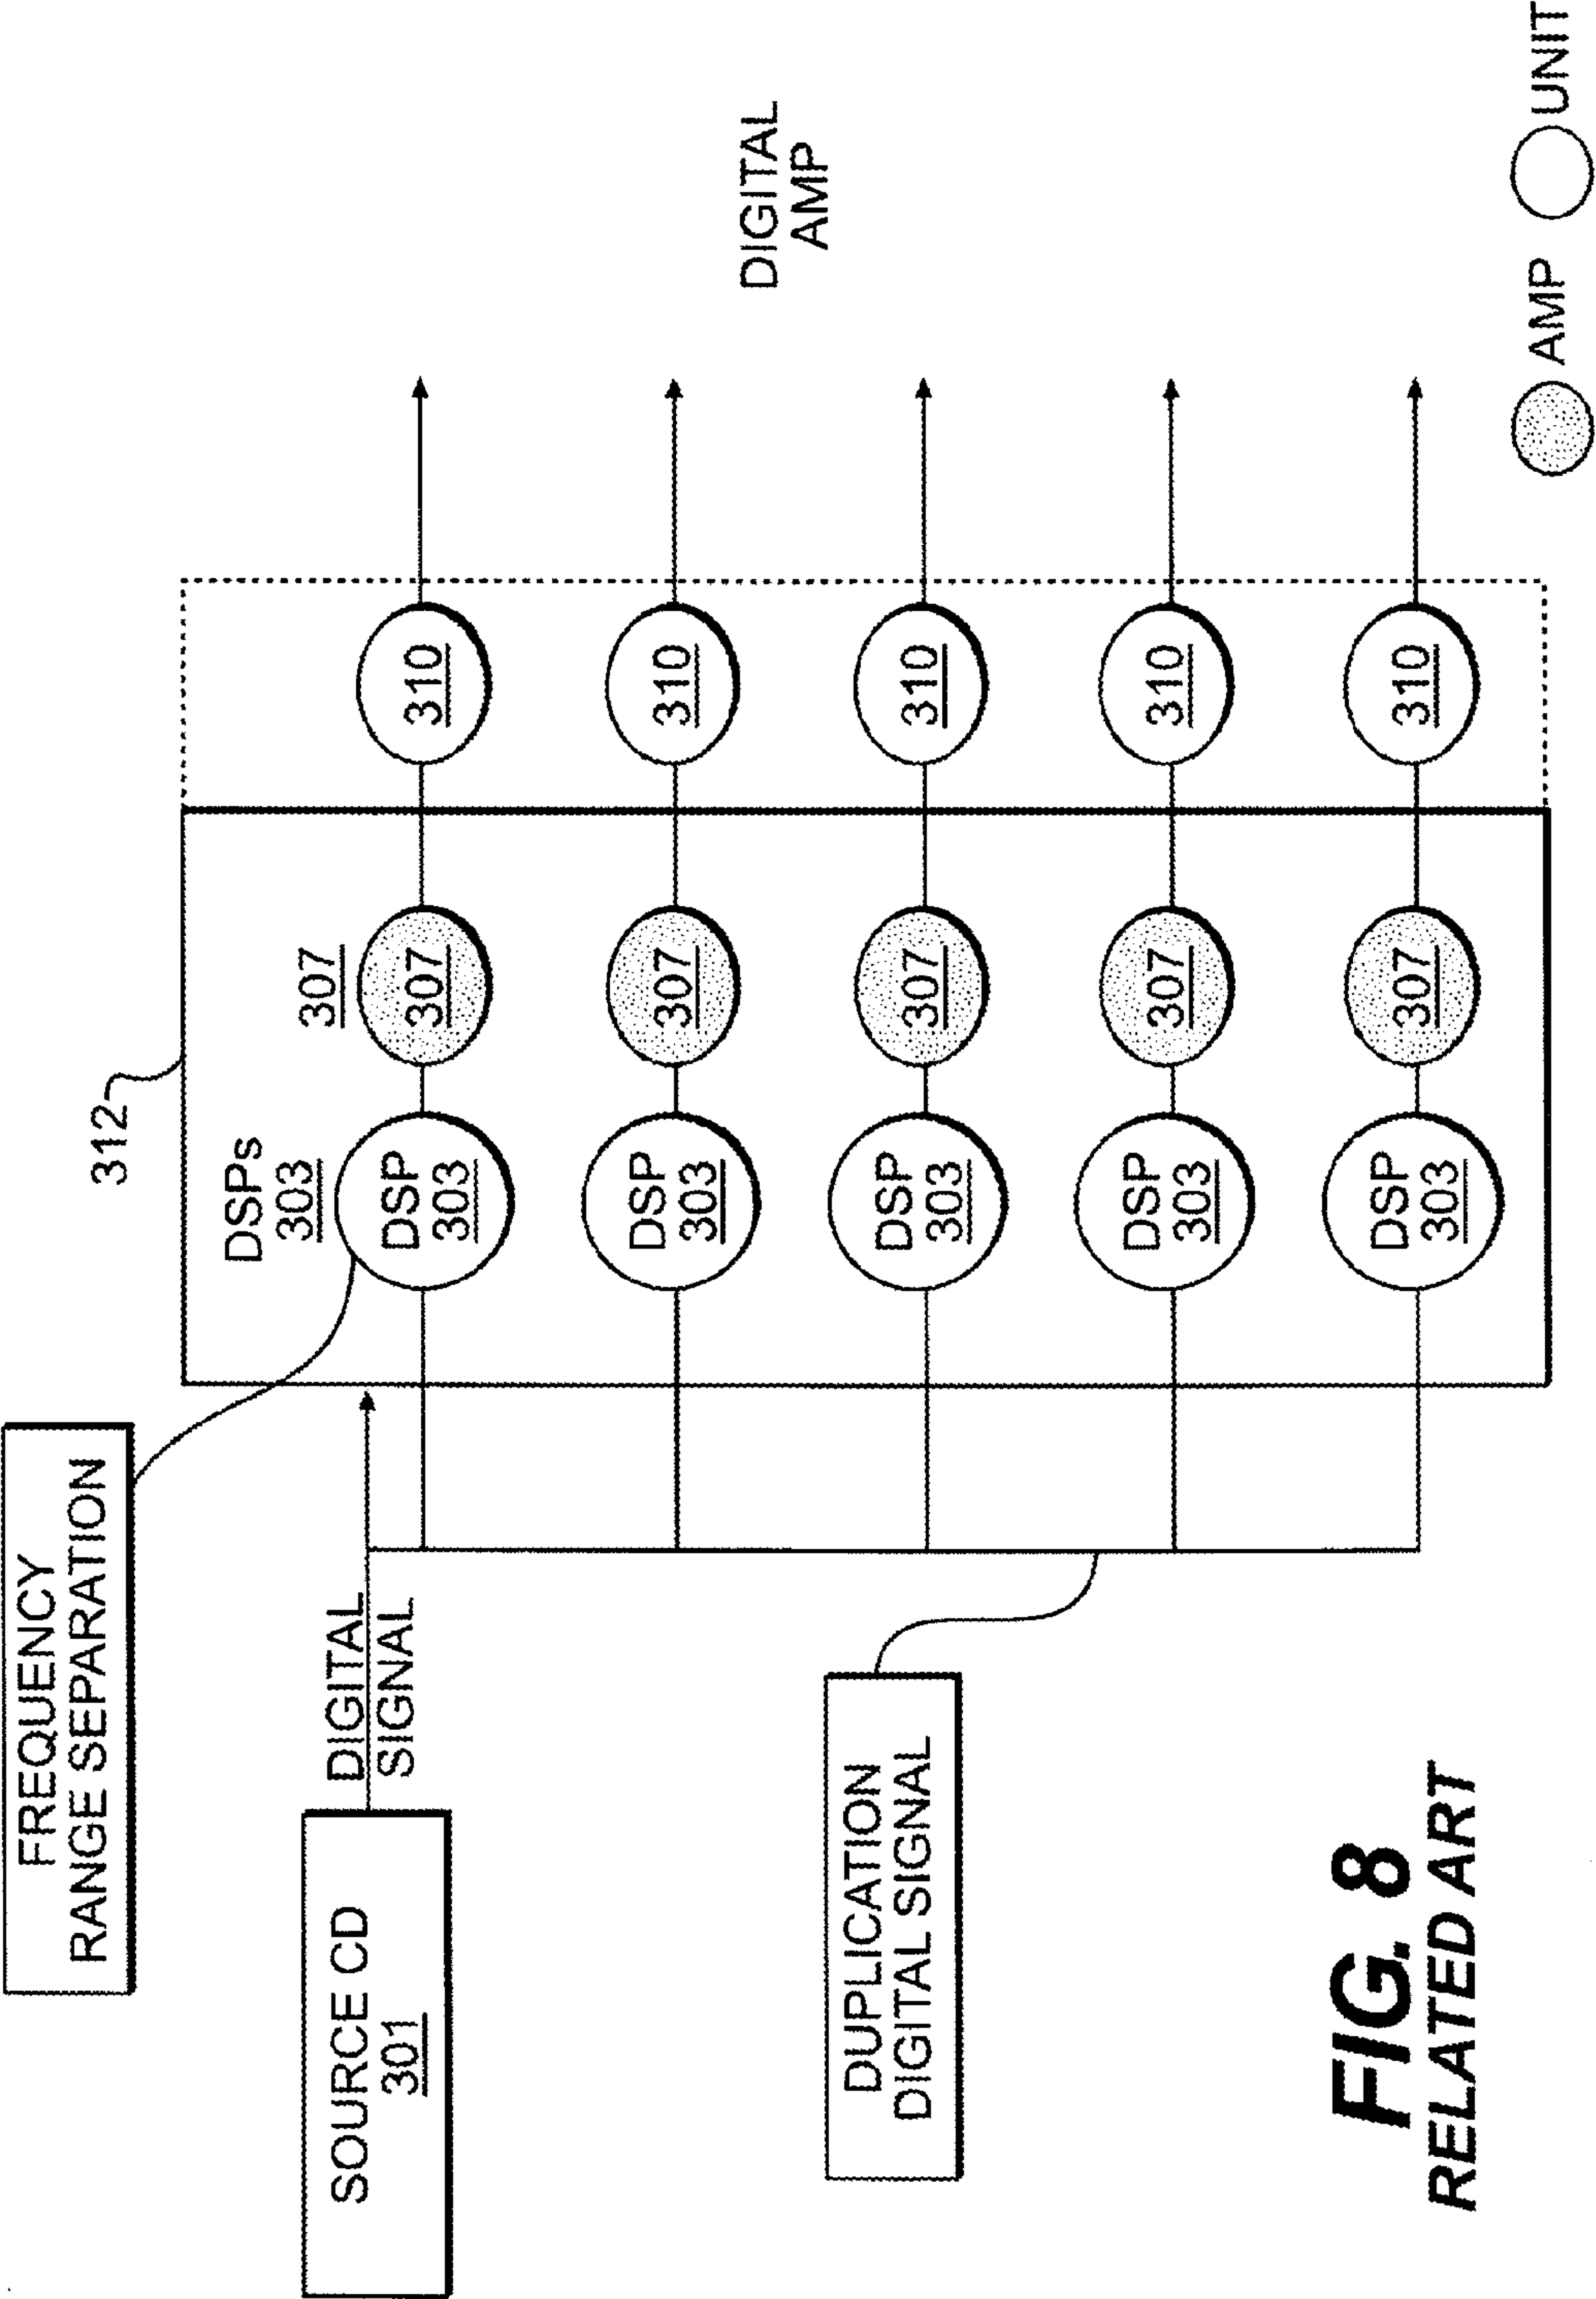 FREQUENCY
RANGE SEPARATION
312
SOURCE CD
301
DIGITAL
SIGNAL
DSPs
303
307
DSP
303
307
310
DSP
303
307
310
DSP
303
307
310
DSP
303
307
310
DSP
303
307
310
DIGITAL
AMP
DUPLICATION
DIGITAL SIGNAL
FIG. 8
RELATED ART
AMP
UNIT